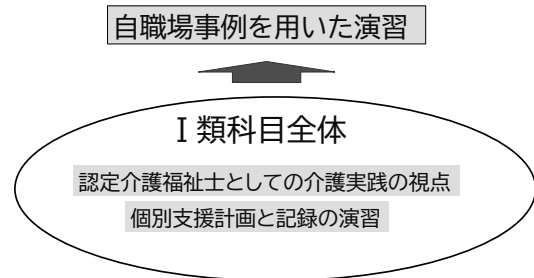 自職場事例を用いた演習
Ⅰ類科目全体
認定介護福祉士としての介護実践の視点
個別支援計画と記録の演習